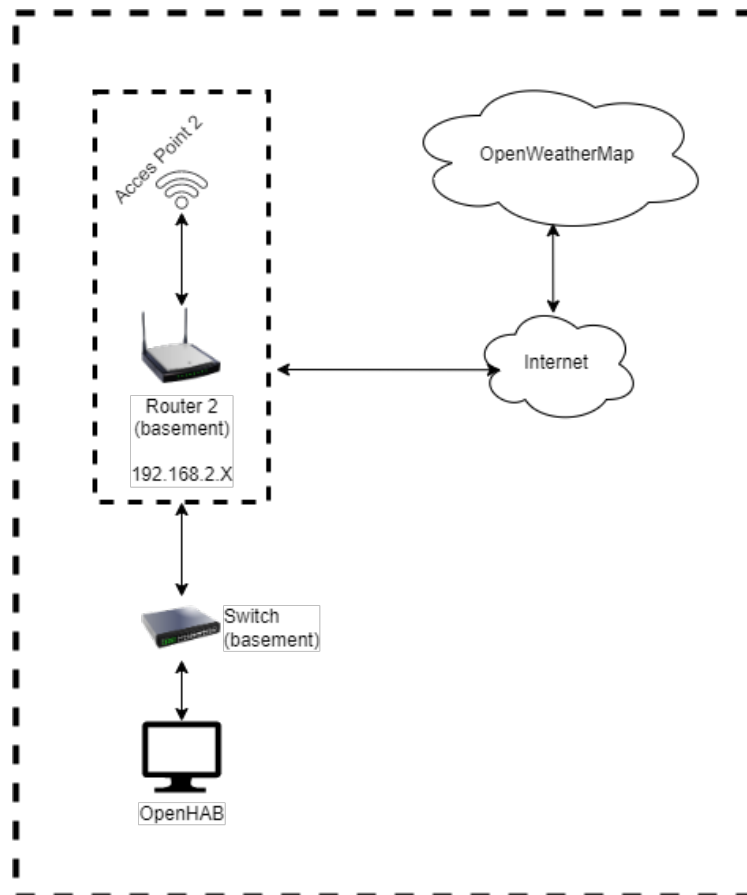 Acces Point 2
OpenWeatherMap
Internet
Router 2
(basement)
192.168.2.X
Switch
(basement)
OpenHAB